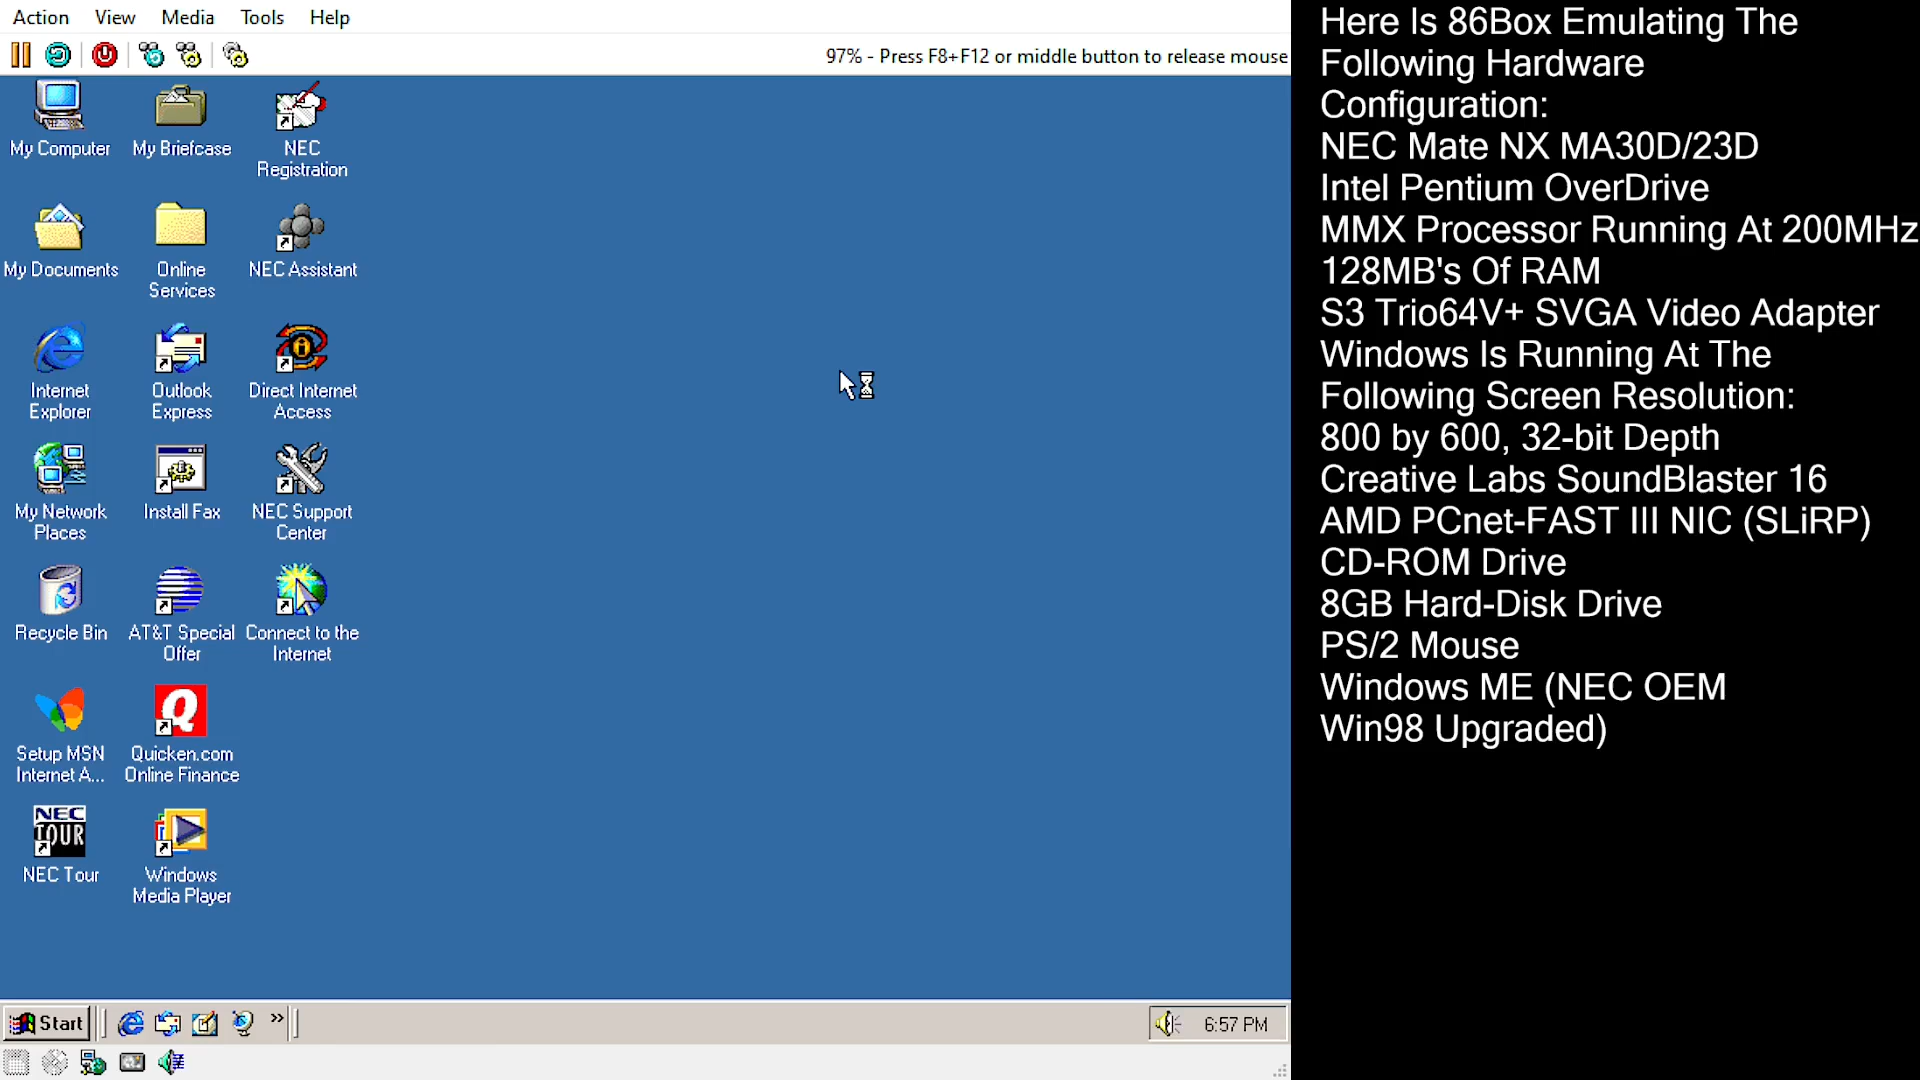 Action View Media Tools Help
97% - Press F8+F12 or middle button to release mouse
My Computer
My Briefcase
NEC
Registration
My Documents
Online
Services
NEC Assistant
Internet
Explorer
Outlook
Express
Direct Internet
Access
My Network
Places
Install Fax
NEC Support
Center
Recycle Bin
AT&T Special
Offer
Connect to the
Internet
Setup MSN
Internet A...
Q
Quicken.com
Online Finance
NEC
TOUR
NEC Tour
Windows
Media Player
Start
»
6:57 PM
Here Is 86Box Emulating The
Following Hardware
Configuration:
NEC Mate NX MA30D/23D
Intel Pentium OverDrive
MMX Processor Running At 200MHz
128MB's Of RAM
S3 Trio64V+ SVGA Video Adapter
Windows Is Running At The
Following Screen Resolution:
800 by 600, 32-bit Depth
Creative Labs SoundBlaster 16
AMD PCnet-FAST III NIC (SLiRP)
CD-ROM Drive
8GB Hard-Disk Drive
PS/2 Mouse
Windows ME (NEC OEM
Win98 Upgraded)